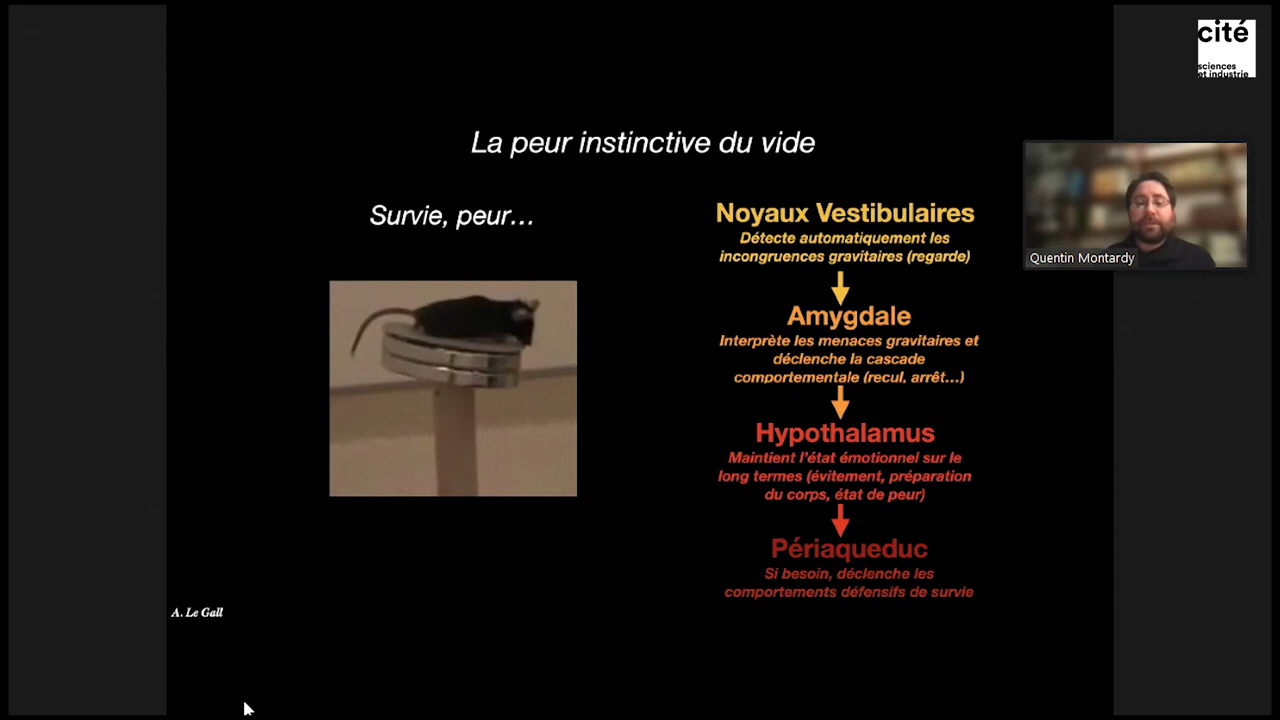 cité
sciences
et industrie
La peur instinctive du vide
Survie, peur...
Noyaux Vestibulaires
Détecte automatiquement les
incongruences gravitaires (regarde)
Amygdale
Interprète les menaces gravitaires et
déclenche la cascade
comportementale (recul, arrêt...)
Hypothalamus
Maintient l'état émotionnel sur le
long termes (évitement, préparation
du corps, état de peur)
Périaqueduc
Si besoin, déclenche les
comportements défensifs de survie
Quentin Montardy
A. Le Gall